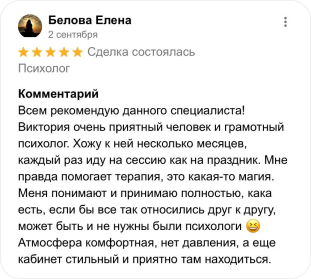 Белова Елена
2 сентября
Сделка состоялась
Психолог
Комментарий
Всем рекомендую данного специалиста!
Виктория очень приятный человек и грамотный
психолог. Хожу к ней несколько месяцев,
каждый раз иду на сессию как на праздник. Мне
правда помогает терапия, это какая-то магия.
Меня понимают и принимаю полностью, кака
есть, если бы все так относились друг к другу,
может быть и не нужны были психологи 😄
Атмосфера комфортная, нет давления, а еще
кабинет стильный и приятно там находиться.